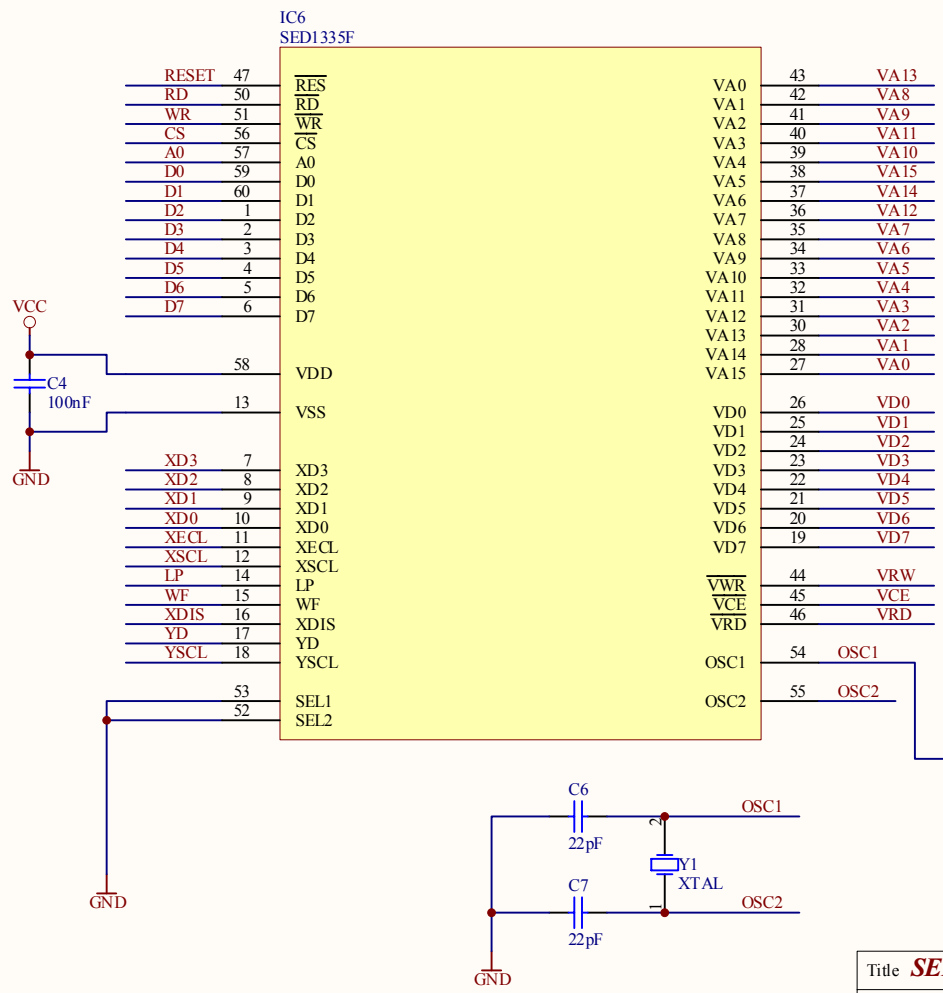 IC6
SED1335F
RESET 47 RES VA0 43 VA13
RD 50 RD VA1 42 VA8
WR 51 WR VA2 41 VA9
CS 56 CS VA3 40 VA11
A0 57 A0 VA4 39 VA10
D0 59 D0 VA5 38 VA15
D1 60 D1 VA6 37 VA14
D2 1 D2 VA7 36 VA12
D3 2 D3 VA8 35 VA7
D4 3 D4 VA9 34 VA6
D5 4 D5 VA10 33 VA5
D6 5 D6 VA11 32 VA4
D7 6 D7 VA12 31 VA3
VCC VA13 30 VA2
VA14 28 VA1
58 VDD VA15 27 VA0
C4
100nF
13 VSS VD0 26 VD0
VD1 25 VD1
VD2 24 VD2
GND
XD3 7 XD3 VD3 23 VD3
XD2 8 XD2 VD4 22 VD4
XD1 9 XD1 VD5 21 VD5
XD0 10 XD0 VD6 20 VD6
XECL 11 XECL VD7 19 VD7
XSCL 12 XSCL
LP 14 LP VWR 44 VRW
WF 15 WF VCE 45 VCE
XDIS 16 XDIS VRD 46 VRD
YD 17 YD
YSCL 18 YSCL OSC1 54 OSC1
53 SEL1 OSC2 55 OSC2
52 SEL2
C6 OSC1
22pF 2
Y1
XTAL
C7 1 OSC2
22pF
GND
GND
Title SE